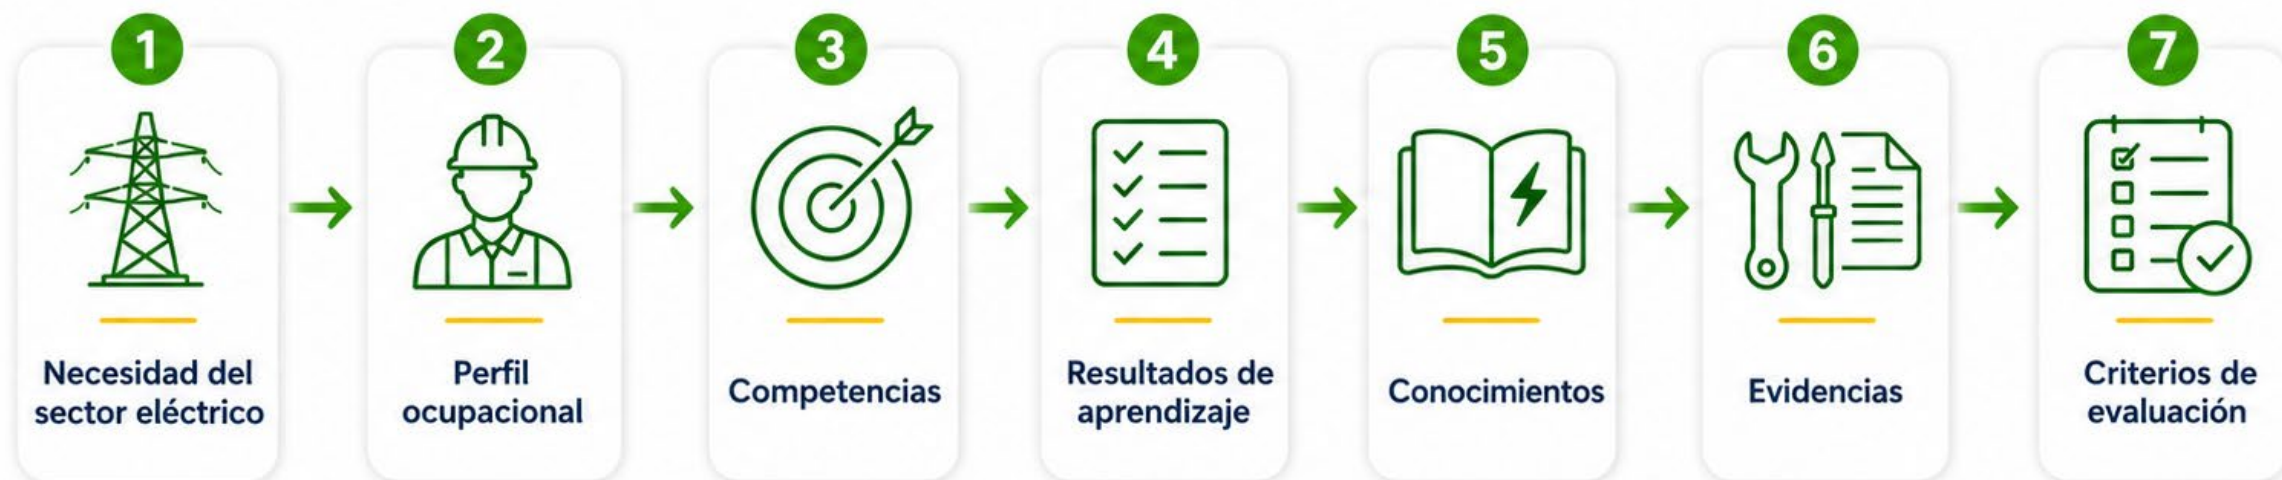 1
Necesidad del
sector eléctrico
2
Perfil
ocupacional
3
Competencias
4
Resultados de
aprendizaje
5
Conocimientos
6
Evidencias
7
Criterios de
evaluación